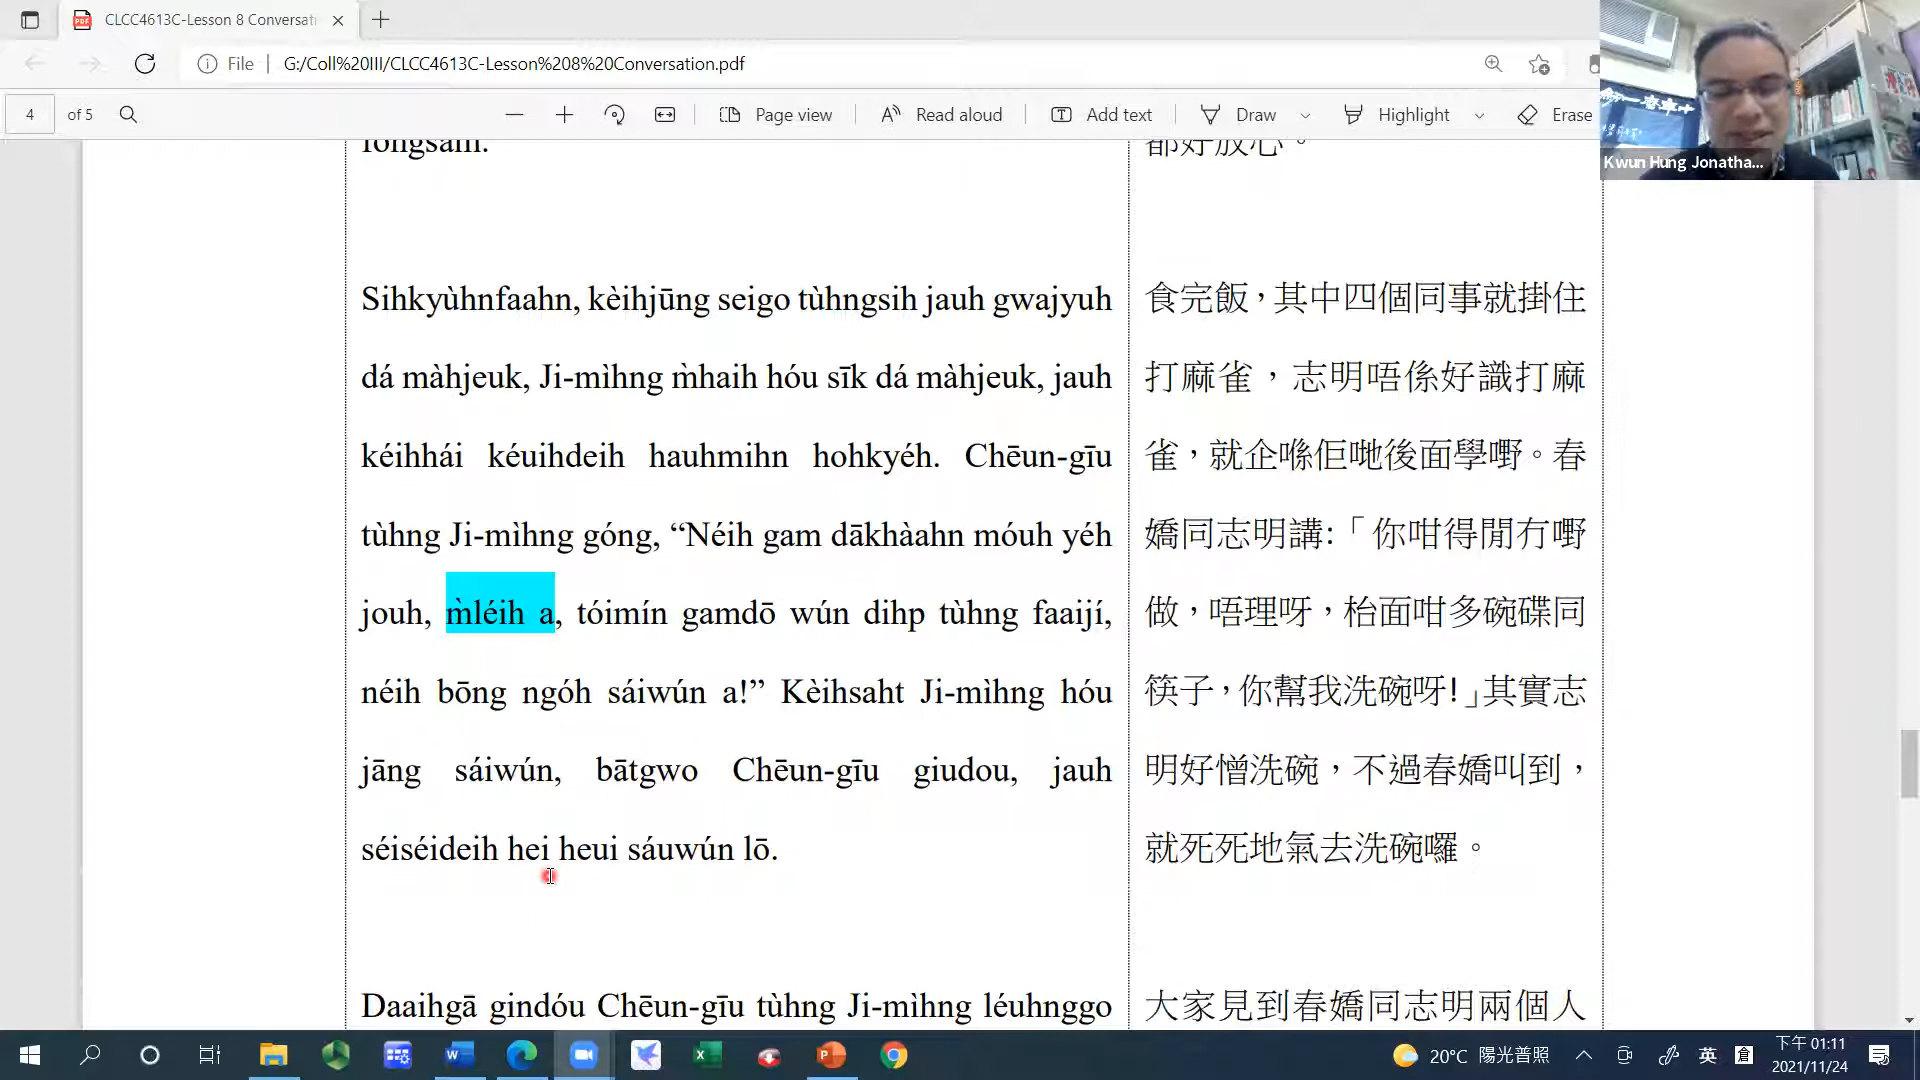 CLCC4613C-Lesson 8 Conversati
File
G:/Coll%20III/CLCC4613C-Lesson%208%20Conversation.pdf
4 of 5
Page view
Read aloud
Add text
Draw
Highlight
Erase
Kwun Hung Jonatha...
fongsām.
都好放心。
Sihkyùhnfaahn, kèihjūng seigo tùhngsih jauh gwajyuh
dá màhjeuk, Ji-mìhng m̀haih hóu sīk dá màhjeuk, jauh
kéihhái kéuihdeih hauhmihn hohkyéh. Chēun-gīu
tùhng Ji-mìhng góng, “Néih gam dākhàahn móuh yéh
jouh, m̀léih a, tóimín gamdō wún dihp tùhng faaijí,
néih bōng ngóh sáiwún a!” Kèihsaht Ji-mìhng hóu
jāng sáiwún, bātgwo Chēun-gīu giudou, jauh
séiséideih hei heui sáuwún lō.
食完飯，其中四個同事就掛住
打麻雀，志明唔係好識打麻
雀，就企喺佢哋後面學嘢。春
嬌同志明講:「你咁得閒冇嘢
做，唔理呀，枱面咁多碗碟同
筷子，你幫我洗碗呀!」其實志
明好憎洗碗，不過春嬌叫到，
就死死地氣去洗碗囉。
Daaihgā gindóu Chēun-gīu tùhng Ji-mìhng léuhnggo
大家見到春嬌同志明兩個人
20°C 陽光普照
英
倉
下午 01:11
2021/11/24